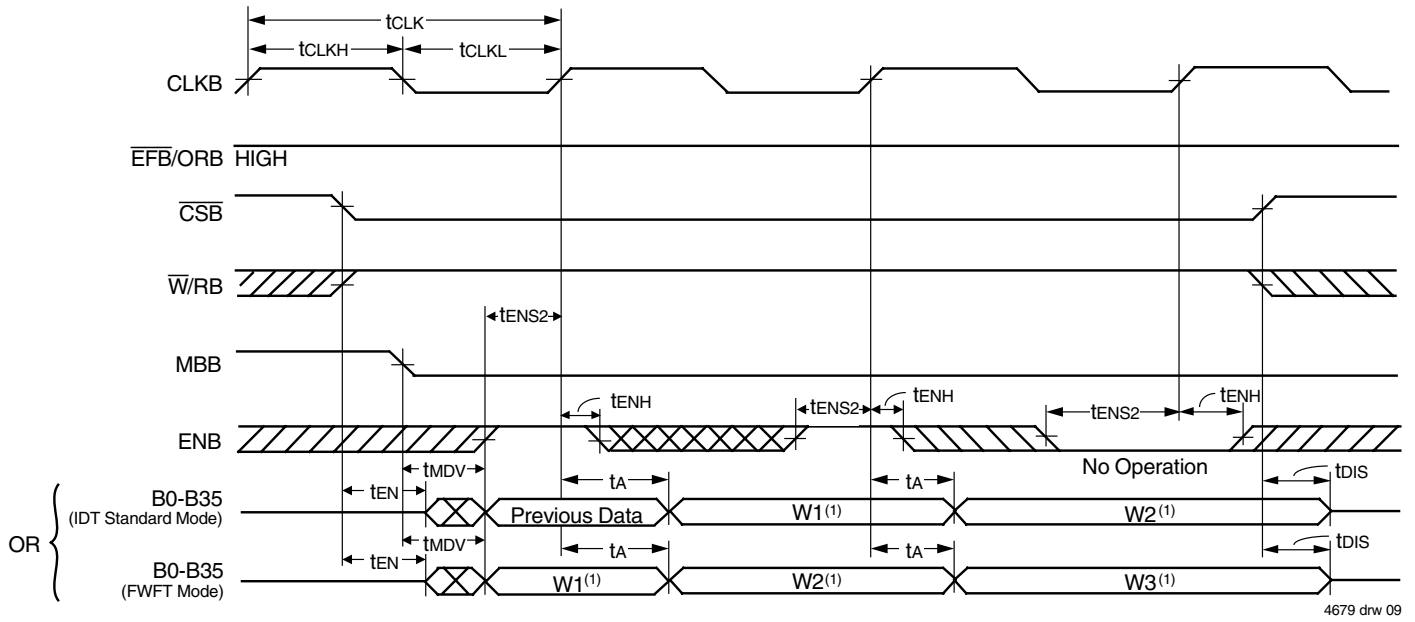 tCLK
tCLKH tCLKL
CLKB
EFB/ORB HIGH
CSB
W/RB
tENS2
MBB
tENH tENS2 tENH tENS2 tENH
ENB
No Operation
tMDV
tEN tA tA tDIS
B0-B35
(IDT Standard Mode)
Previous Data W1(1) W2(1)
OR
tMDV
tEN tA tA tDIS
B0-B35
(FWFT Mode)
W1(1) W2(1) W3(1)
4679 drw 09